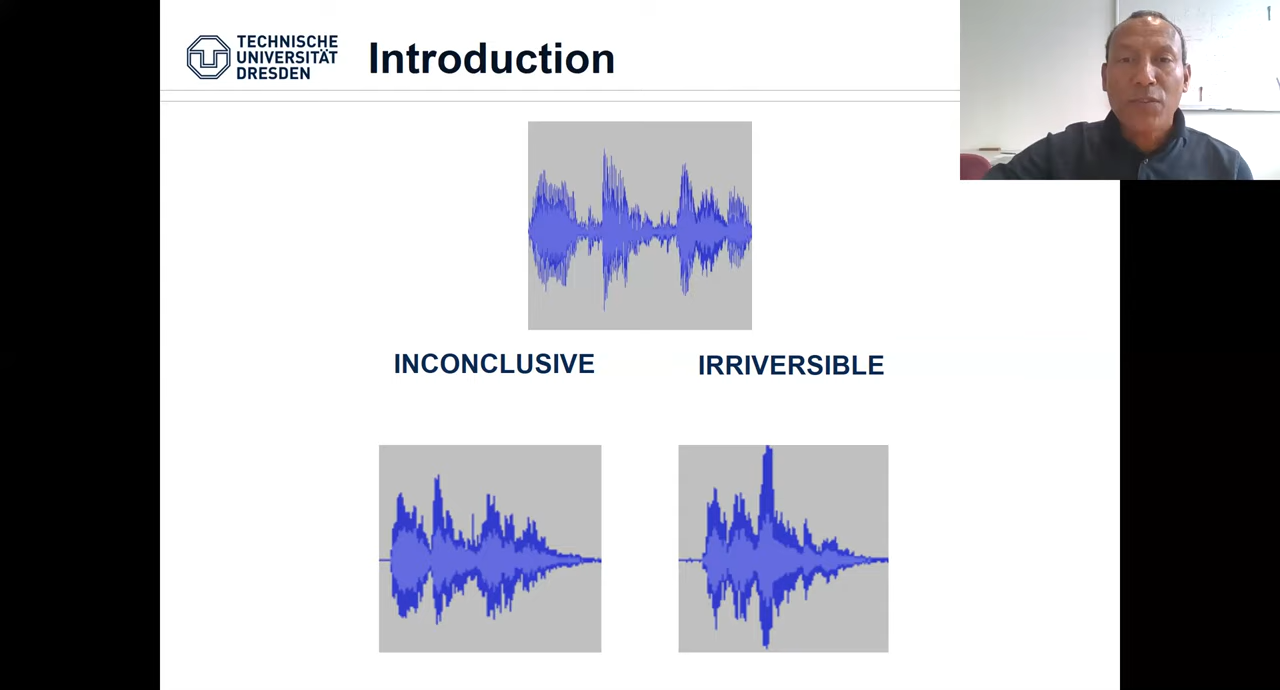 TECHNISCHE
UNIVERSITÄT
DRESDEN
Introduction
INCONCLUSIVE
IRRIVERSIBLE